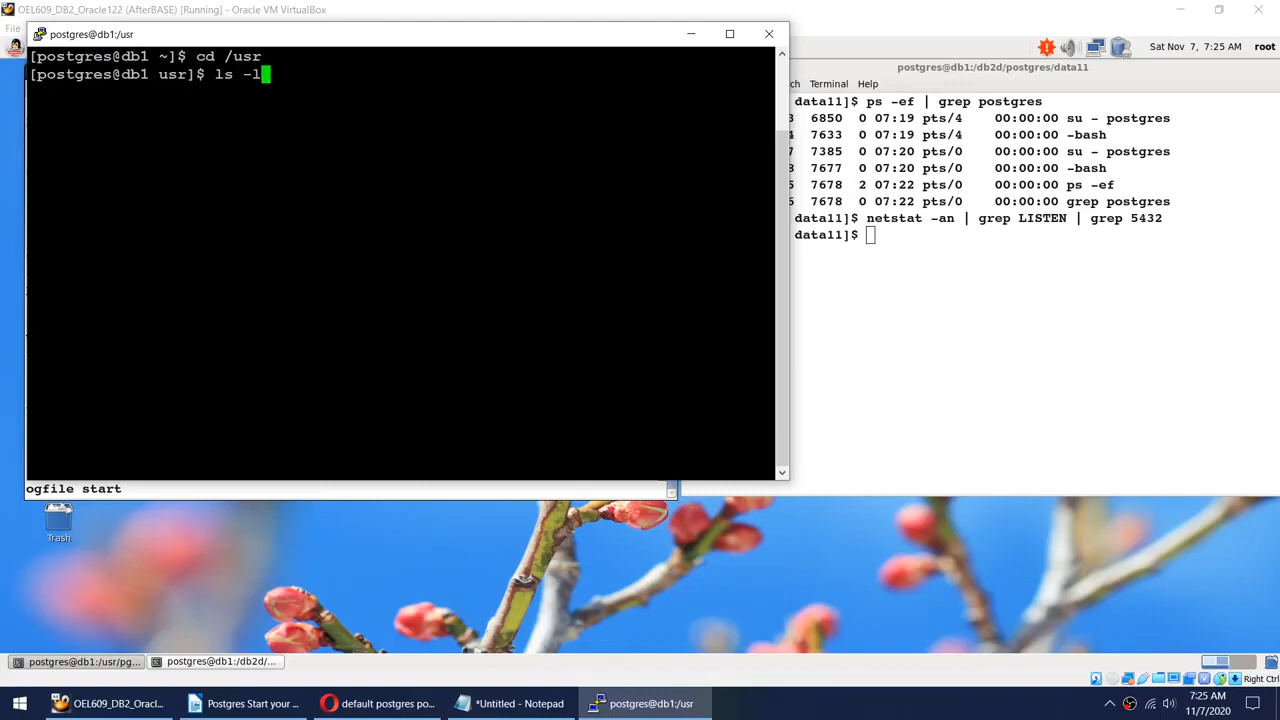 OEL609_DB2_Oracle122 (AfterBASE) [Running] - Oracle VM VirtualBox
File
postgres@db1:/usr
Sat Nov 7, 7:25 AM root
[postgres@db1 ~]$ cd /usr
[postgres@db1 usr]$ ls -l
postgres@db1:/db2d/postgres/data11
ch Terminal Help
data11]$ ps -ef | grep postgres
3 6850 0 07:19 pts/4 00:00:00 su - postgres
4 7633 0 07:19 pts/4 00:00:00 -bash
7 7385 0 07:20 pts/0 00:00:00 su - postgres
8 7677 0 07:20 pts/0 00:00:00 -bash
5 7678 2 07:22 pts/0 00:00:00 ps -ef
5 7678 0 07:22 pts/0 00:00:00 grep postgres
data11]$ netstat -an | grep LISTEN | grep 5432
data11]$
ogfile start
Trash
postgres@db1:/usr/pg... postgres@db1:/db2d/...
Right Ctrl
OEL609_DB2_Oracl... Postgres Start your ... default postgres po... *Untitled - Notepad postgres@db1:/usr
7:25 AM
11/7/2020